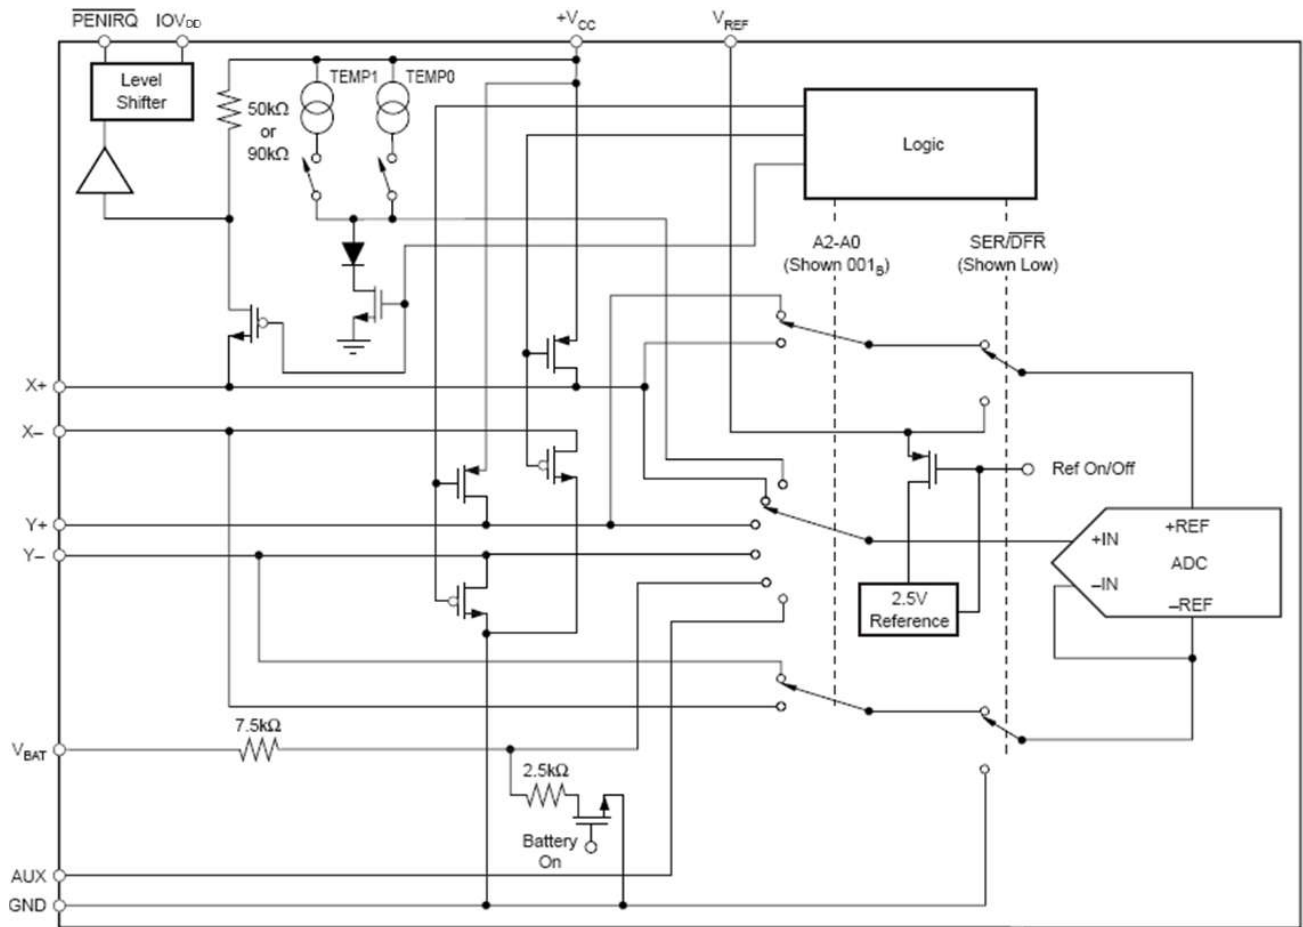 PENIRQ IOVDD +VCC VREF
Level
Shifter
50kΩ
or
90kΩ
TEMP1 TEMP0
Logic
A2-A0
(Shown 001B)
SER/DFR
(Shown Low)
X+
X–
Y+
Y–
Ref On/Off
+REF
+IN
ADC
–IN
–REF
2.5V
Reference
7.5kΩ
VBAT
2.5kΩ
Battery
On
AUX
GND